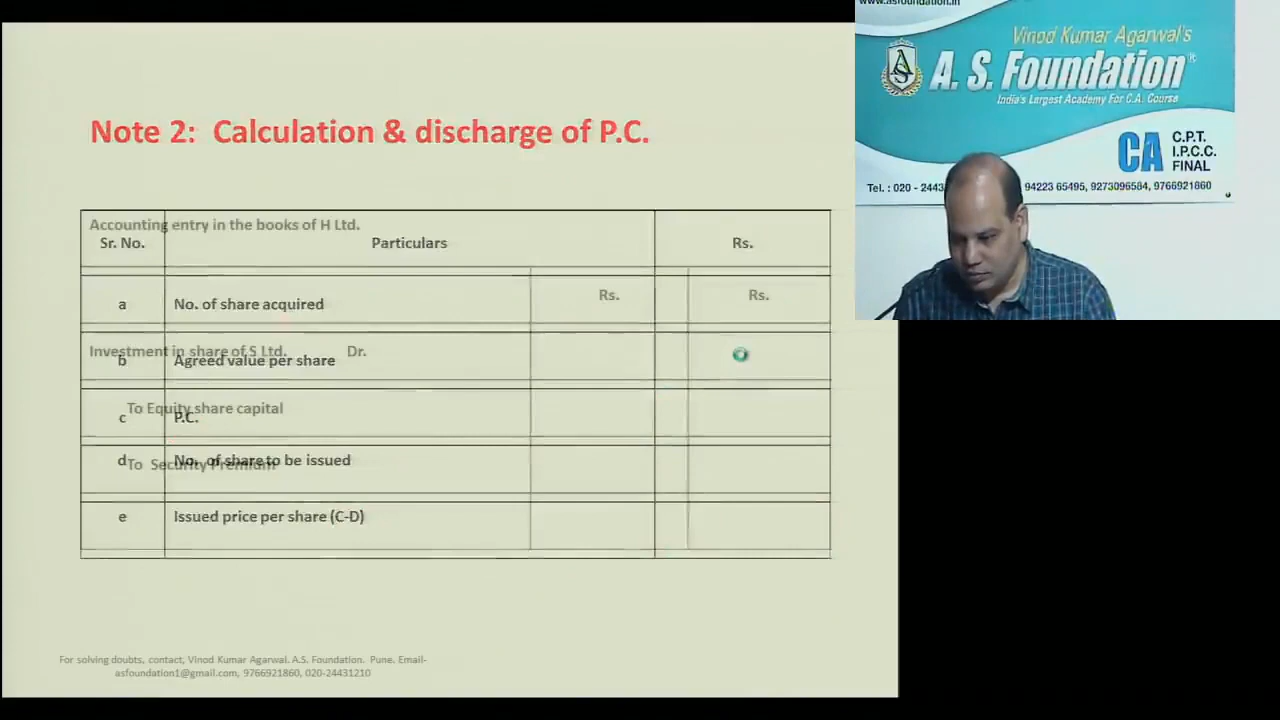 www.asfoundation.in
Vinod Kumar Agarwal's
A. S. Foundation®
India's Largest Academy For C.A. Course
CA
C.P.T.
I.P.C.C.
FINAL
Tel. : 020 - 2443 94223 65495, 9273096584, 9766921860
Note 2: Calculation & discharge of P.C.
Accounting entry in the books of H Ltd.
Sr. No. Particulars Rs.
Rs. Rs.
a No. of share acquired
Investment in share of S Ltd. Dr.
b Agreed value per share
To Equity share capital
c P.C.
d No. of share to be issued
To Security Premium
e Issued price per share (C-D)
For solving doubts, contact, Vinod Kumar Agarwal. A.S. Foundation. Pune. Email-
asfoundation1@gmail.com, 9766921860, 020-24431210